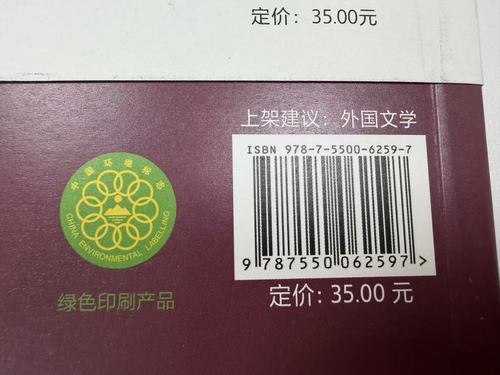 定价：35.00元
上架建议：外国文学
ISBN 978-7-5500-6259-7
9 787550 062597 >
定价: 35.00 元
中国环境标志
CHINA ENVIRONMENTAL LABELLING
绿色印刷产品